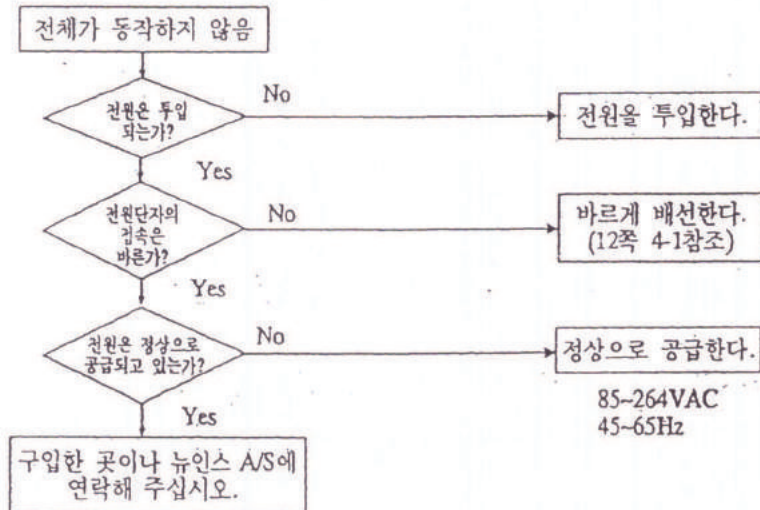 전체가 동작하지 않음
전원은 투입
되는가?
No
전원을 투입한다.
Yes
전원단자의
접속은
바른가?
No
바르게 배선한다.
(12쪽 4-1참조)
Yes
전원은 정상으로
공급되고 있는가?
No
정상으로 공급한다.
85~264VAC
45~65Hz
Yes
구입한 곳이나 뉴인스 A/S에
연락해 주십시오.